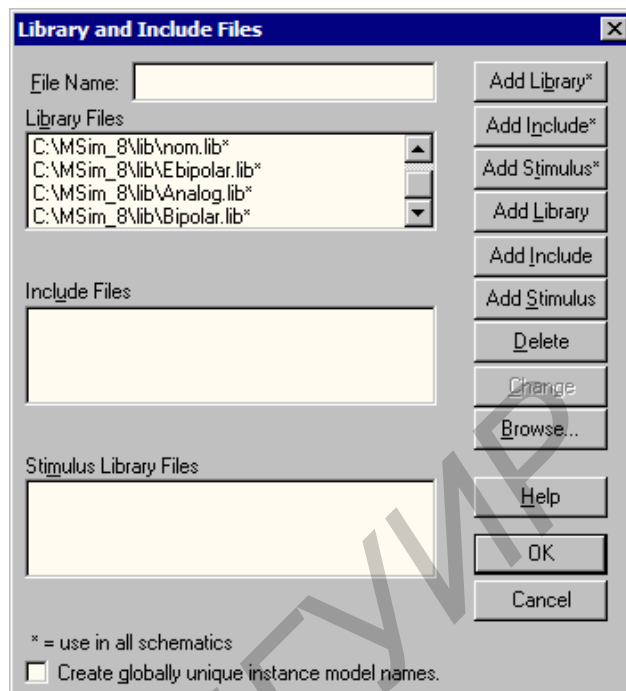 Library and Include Files
File Name:
Add Library*
Library Files
Add Include*
C:\MSim_8\lib\nom.lib*
C:\MSim_8\lib\Ebipolar.lib*
C:\MSim_8\lib\Analog.lib*
C:\MSim_8\lib\Bipolar.lib*
Add Stimulus*
Add Library
Add Include
Include Files
Add Stimulus
Delete
Change
Browse...
Stimulus Library Files
Help
OK
Cancel
* = use in all schematics
Create globally unique instance model names.
ГУИР